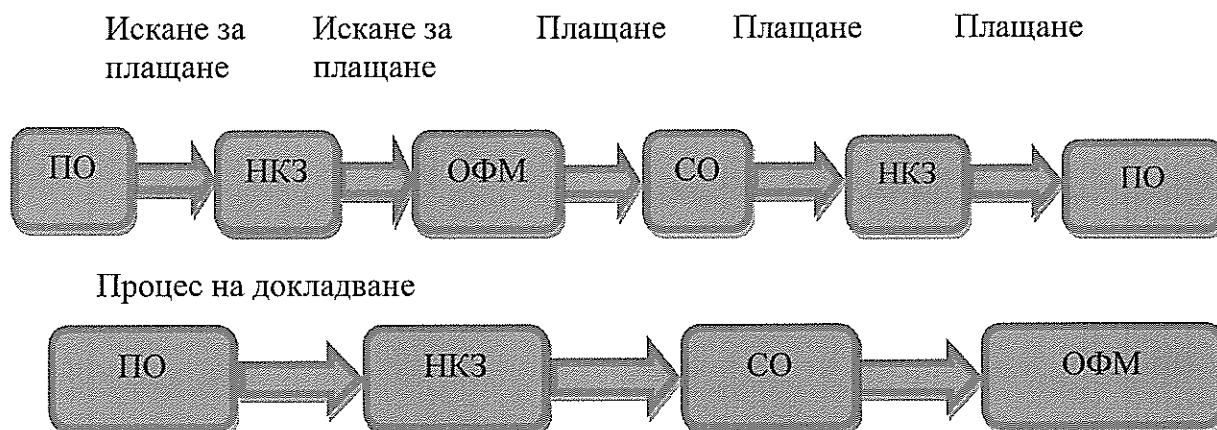 Искане за плащане
Искане за плащане
Плащане
Плащане
Плащане
ПО
НКЗ
ОФМ
СО
НКЗ
ПО
Процес на докладване
ПО
НКЗ
СО
ОФМ